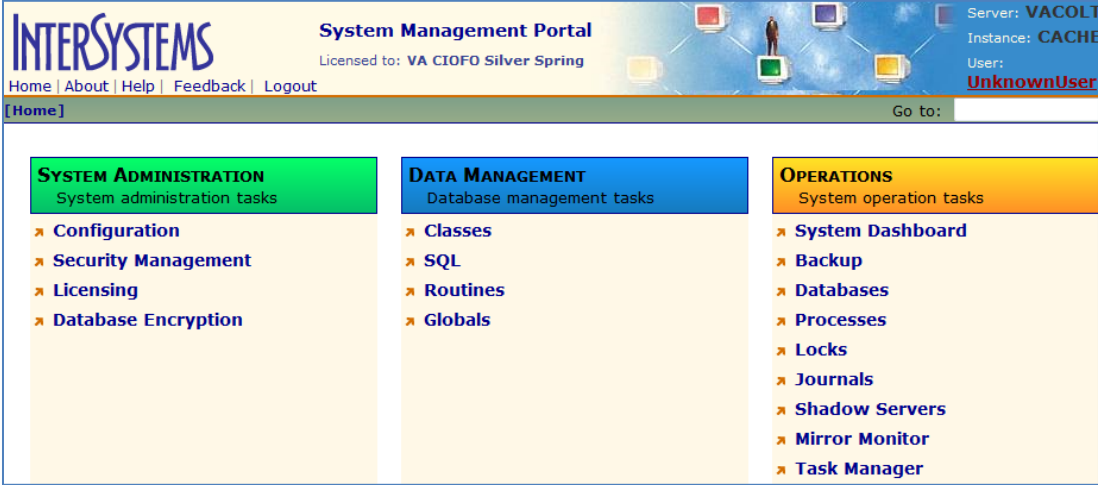 INTERSYSTEMS
System Management Portal
Licensed to: VA CIOFO Silver Spring
Server: VACOLT
Instance: CACHE
User:
UnknownUser
Home | About | Help | Feedback | Logout
[Home]
Go to:
SYSTEM ADMINISTRATION
System administration tasks
Configuration
Security Management
Licensing
Database Encryption
DATA MANAGEMENT
Database management tasks
Classes
SQL
Routines
Globals
OPERATIONS
System operation tasks
System Dashboard
Backup
Databases
Processes
Locks
Journals
Shadow Servers
Mirror Monitor
Task Manager